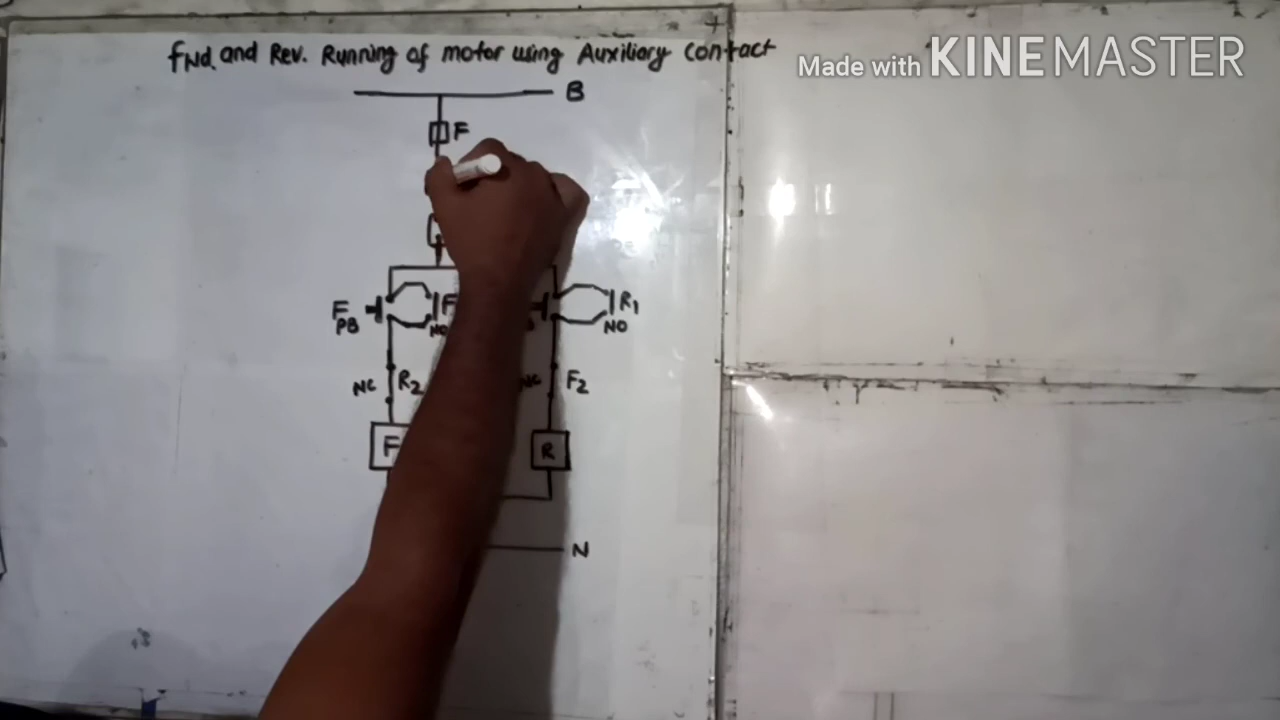 FNd. and Rev. Running of motor using Auxiliary Contact
Made with KINEMASTER
B
F
F
PB
F
NO
R1
NO
NC
R2
NC
F2
F
R
N